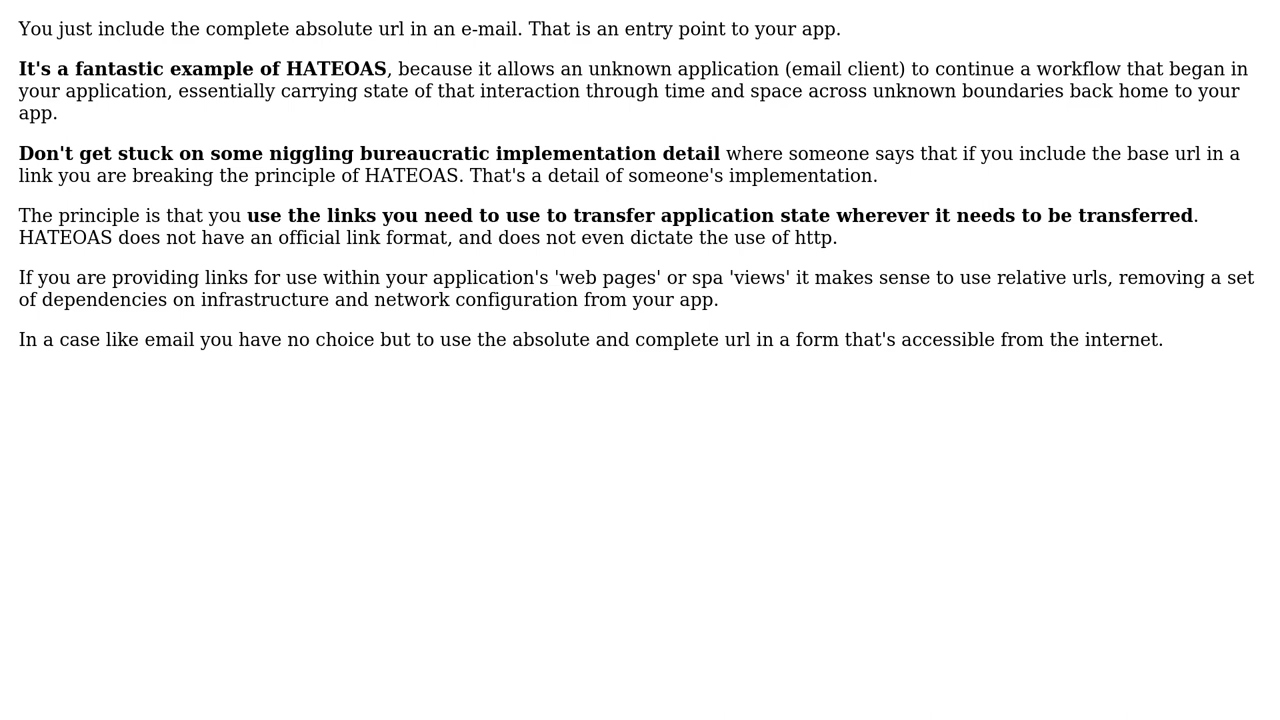 You just include the complete absolute url in an e-mail. That is an entry point to your app.
It's a fantastic example of HATEOAS, because it allows an unknown application (email client) to continue a workflow that began in
your application, essentially carrying state of that interaction through time and space across unknown boundaries back home to your
app.
Don't get stuck on some niggling bureaucratic implementation detail where someone says that if you include the base url in a
link you are breaking the principle of HATEOAS. That's a detail of someone's implementation.
The principle is that you use the links you need to use to transfer application state wherever it needs to be transferred.
HATEOAS does not have an official link format, and does not even dictate the use of http.
If you are providing links for use within your application's 'web pages' or spa 'views' it makes sense to use relative urls, removing a set
of dependencies on infrastructure and network configuration from your app.
In a case like email you have no choice but to use the absolute and complete url in a form that's accessible from the internet.